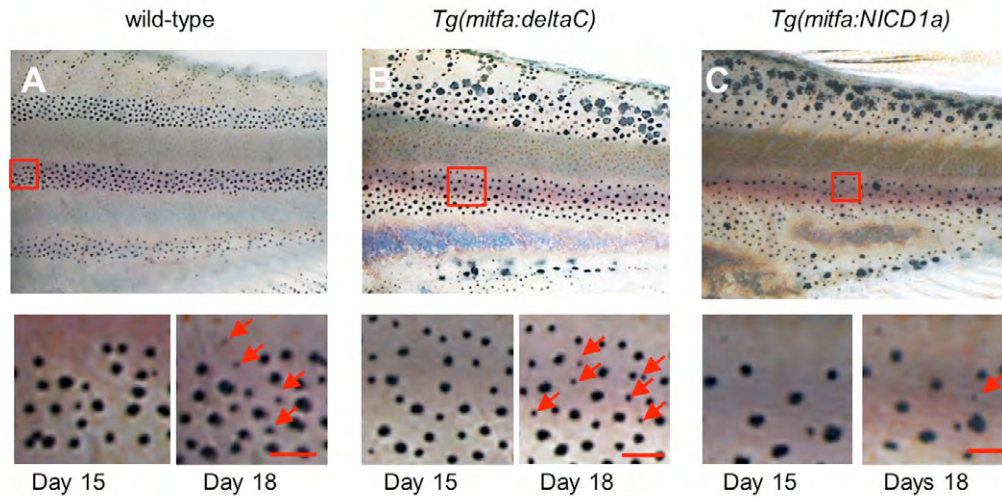 wild-type
Tg(mitfa:deltaC)
Tg(mitfa:NICD1a)
A
B
C
Day 15
Day 18
Day 15
Day 18
Day 15
Days 18